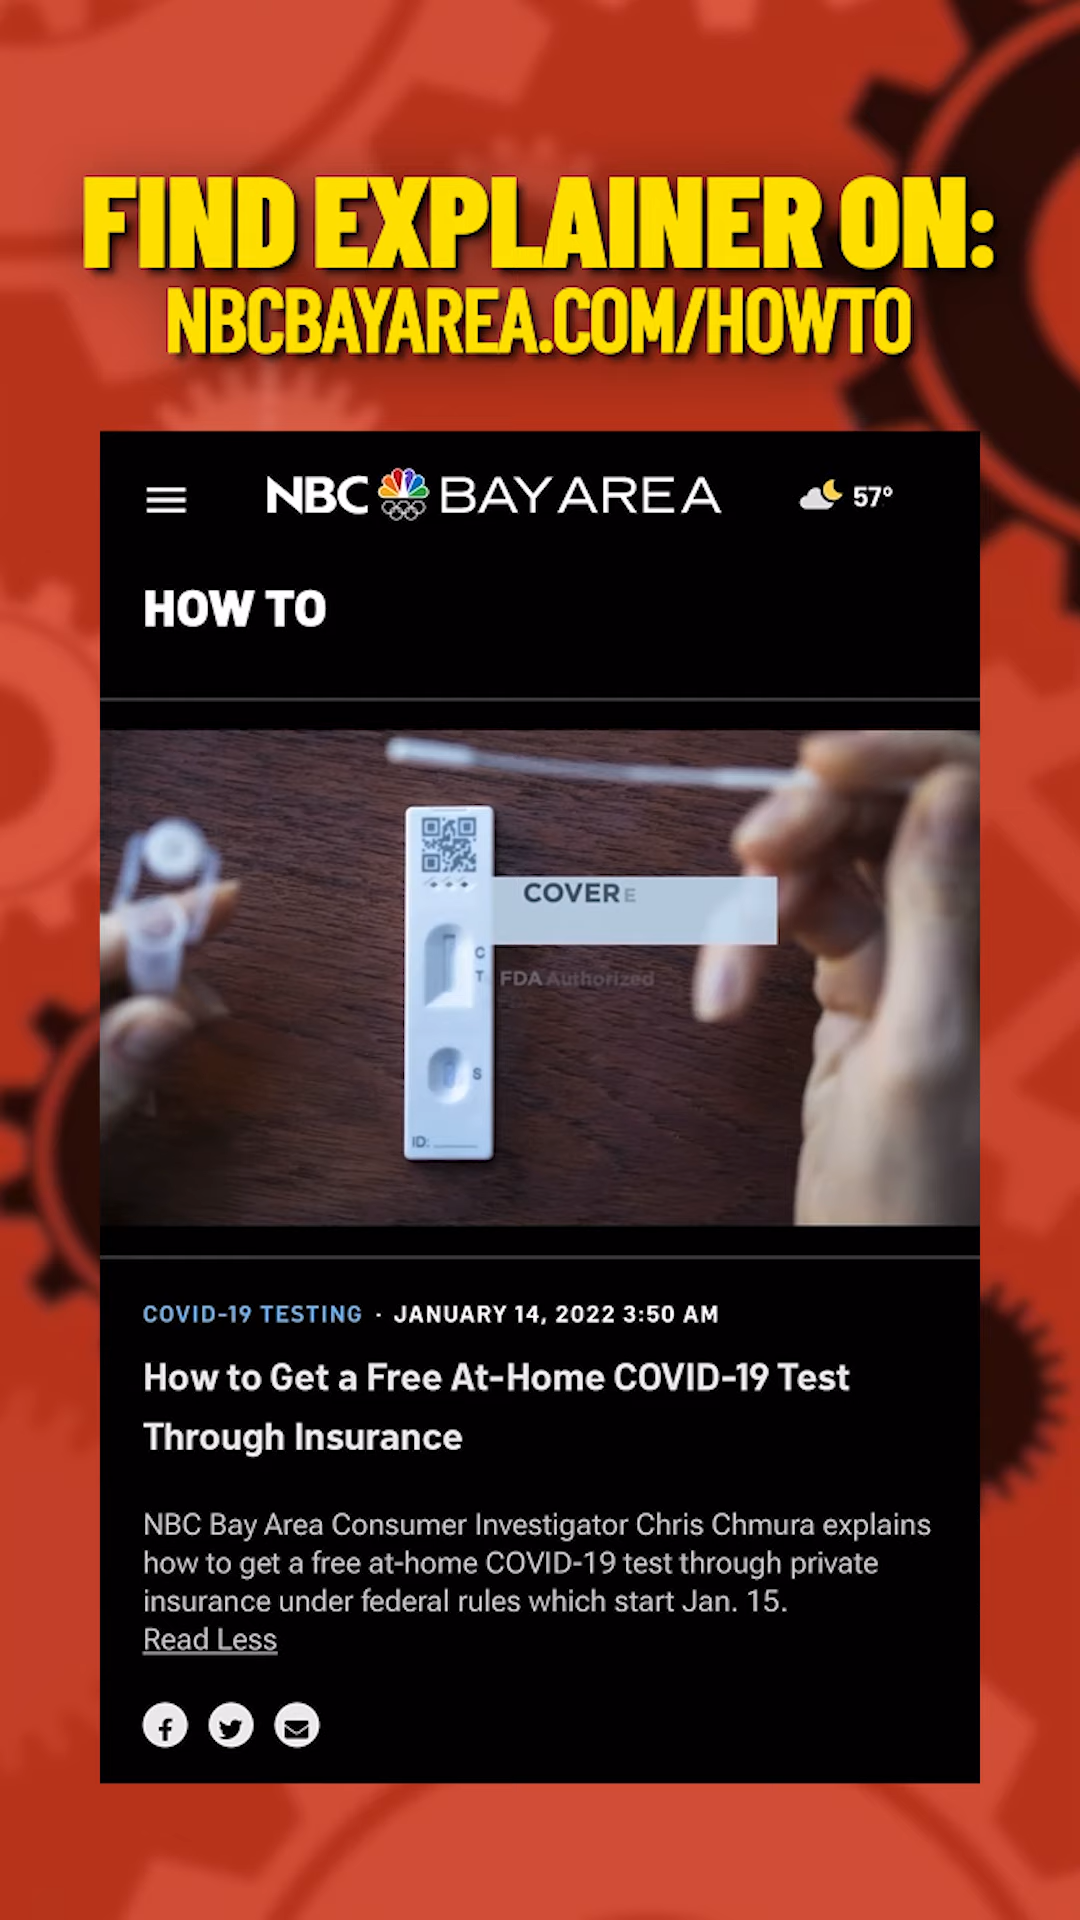 FIND EXPLAINER ON:
NBCBAYAREA.COM/HOWTO
NBC BAY AREA
57°
HOW TO
COVERE
C
T
FDA Authorized
S
ID:
COVID-19 TESTING · JANUARY 14, 2022 3:50 AM
How to Get a Free At-Home COVID-19 Test
Through Insurance
NBC Bay Area Consumer Investigator Chris Chmura explains
how to get a free at-home COVID-19 test through private
insurance under federal rules which start Jan. 15.
Read Less